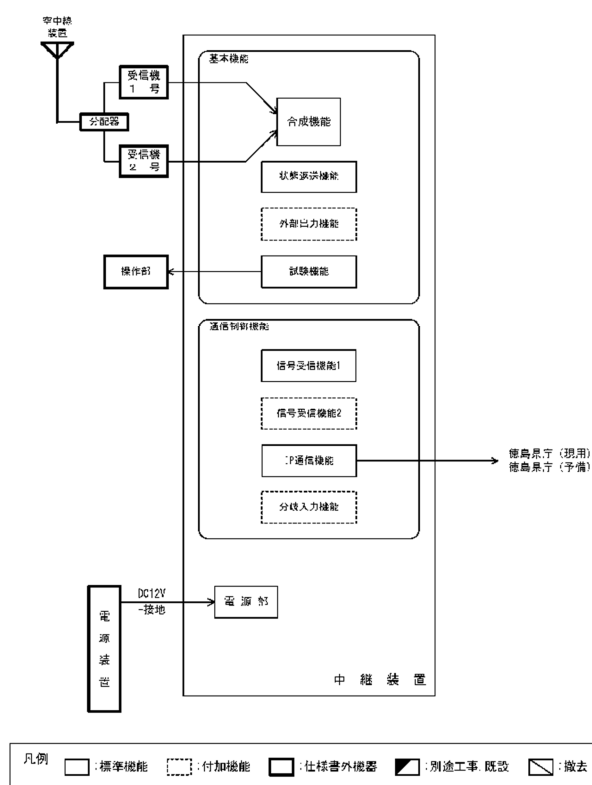 空中線
装置
受信機
1 号
分配器
受信機
2 号
操作部
基本機能
合成機能
状態返送機能
外部出力機能
試験機能
通信制御機能
信号受信機能1
信号受信機能2
IP通信機能
分岐入力機能
徳島県庁(現用)
徳島県庁(予備)
DC12V
-接地
電源装置
電源部
中継装置
凡例
:標準機能
:付加機能
:仕様書外機器
:別途工事.既設
:撤去